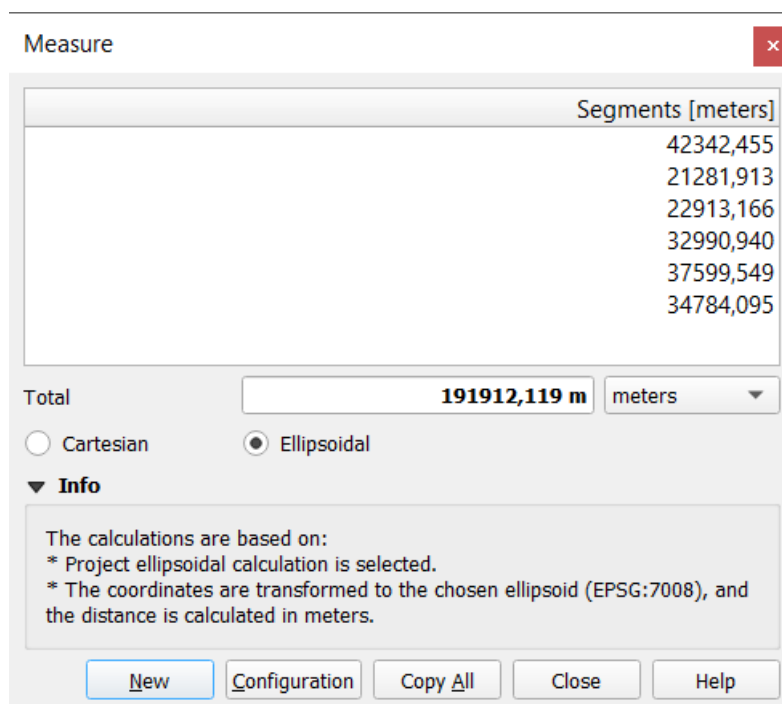 Measure
Segments [meters]
42342,455
21281,913
22913,166
32990,940
37599,549
34784,095
Total 191912,119 m meters
Cartesian Ellipsoidal
Info
The calculations are based on:
* Project ellipsoidal calculation is selected.
* The coordinates are transformed to the chosen ellipsoid (EPSG:7008), and
the distance is calculated in meters.
New Configuration Copy All Close Help